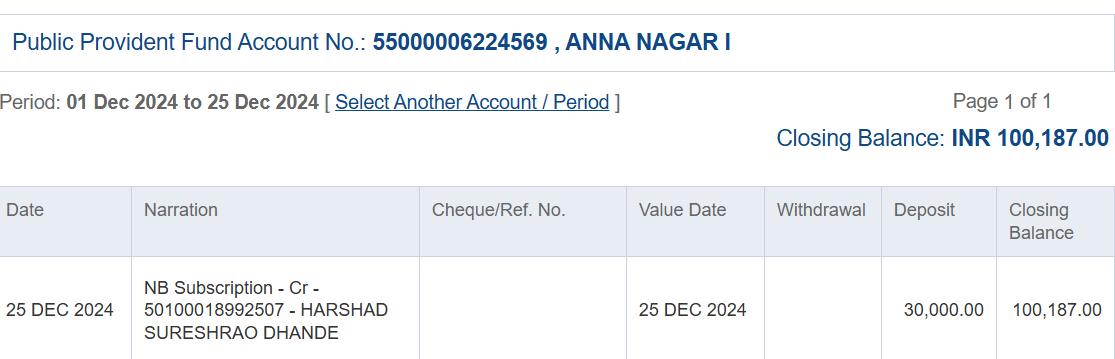 Public Provident Fund Account No.: 55000006224569 , ANNA NAGAR I
Period: 01 Dec 2024 to 25 Dec 2024 [ Select Another Account / Period ]
Page 1 of 1
Closing Balance: INR 100,187.00
Date Narration Cheque/Ref. No. Value Date Withdrawal Deposit Closing
Balance
25 DEC 2024 NB Subscription - Cr -
50100018992507 - HARSHAD
SURESHRAO DHANDE 25 DEC 2024 30,000.00 100,187.00